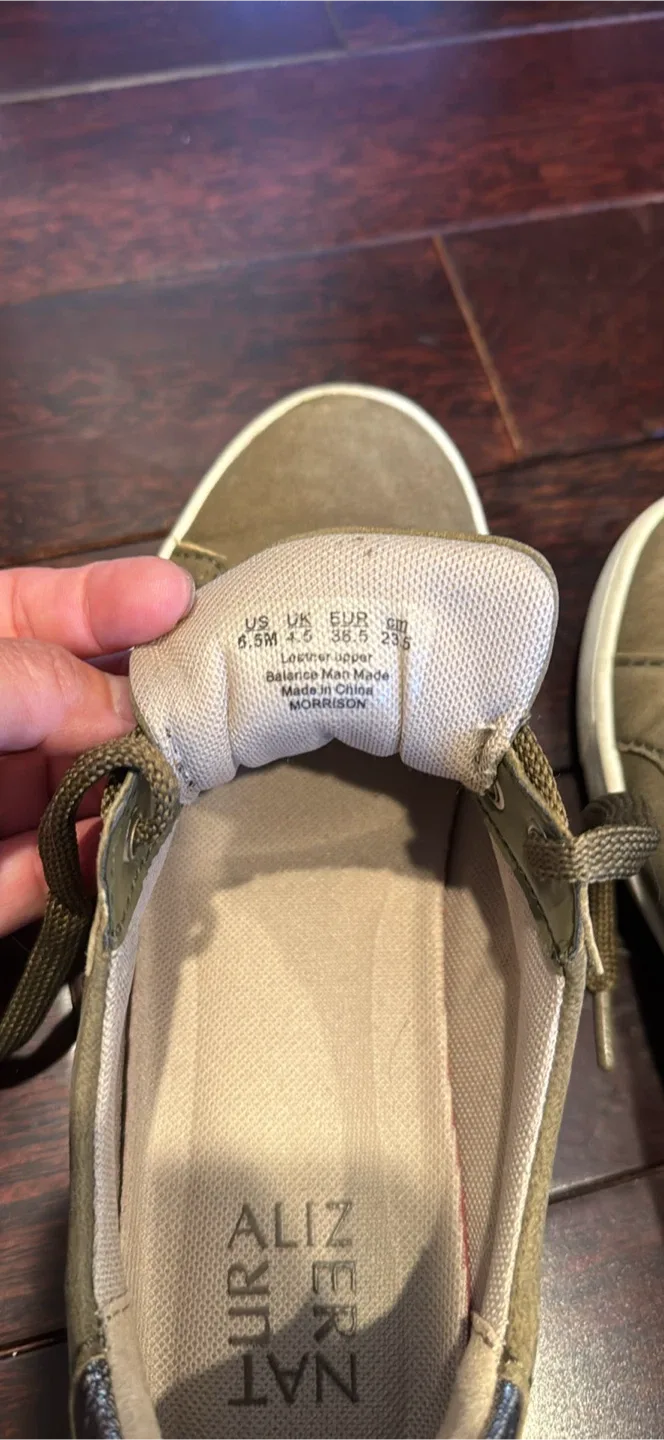 US UK EUR cm
6.5M 4.5 36.5 23.5
Leather upper
Balance Man Made
Made in China
MORRISON
NATURALIZER